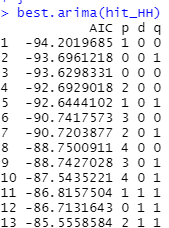 > best.arima(hit_HH)
AIC p d q
1 -94.2019685 1 0 0
2 -93.6961218 0 0 1
3 -93.6298331 0 0 0
4 -92.6929018 2 0 0
5 -92.6444102 1 0 1
6 -90.7417573 3 0 0
7 -90.7203877 2 0 1
8 -88.7500911 4 0 0
9 -88.7427028 3 0 1
10 -87.5435221 4 0 1
11 -86.8157504 1 1 1
12 -86.7131643 0 1 1
13 -85.5558584 2 1 1